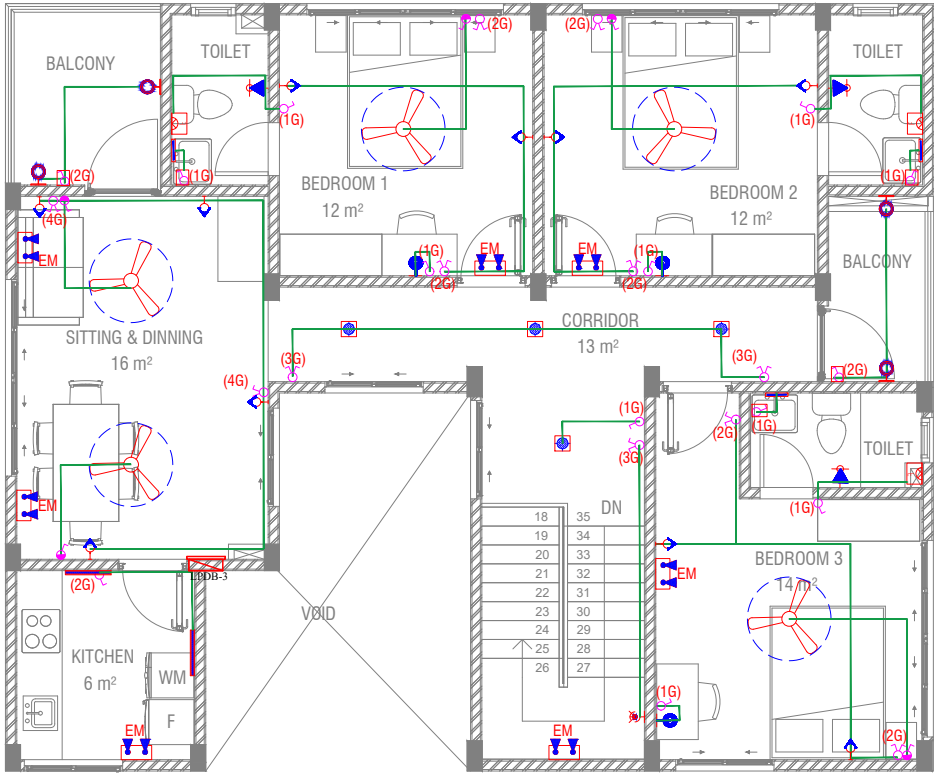 (2G)
(2G)
TOILET
TOILET
BALCONY
(1G)
(1G)
(2G)
(1G)
(1G)
BEDROOM 1
12 m²
BEDROOM 2
12 m²
(4G)
EM
(1G)
EM
EM
(1G)
BALCONY
(2G)
(2G)
SITTING & DINNING
16 m²
CORRIDOR
13 m²
(3G)
(3G)
(2G)
(4G)
(1G)
(2G)
(1G)
TOILET
(3G)
EM
DN
(1G)
18 35
19 34
20 33
21 32
22 31
23 30
24 29
25 28
26 27
BEDROOM 3
14 m²
EM
LPDB-3
(2G)
VOID
KITCHEN
6 m²
WM
F
(1G)
EM
EM
(2G)